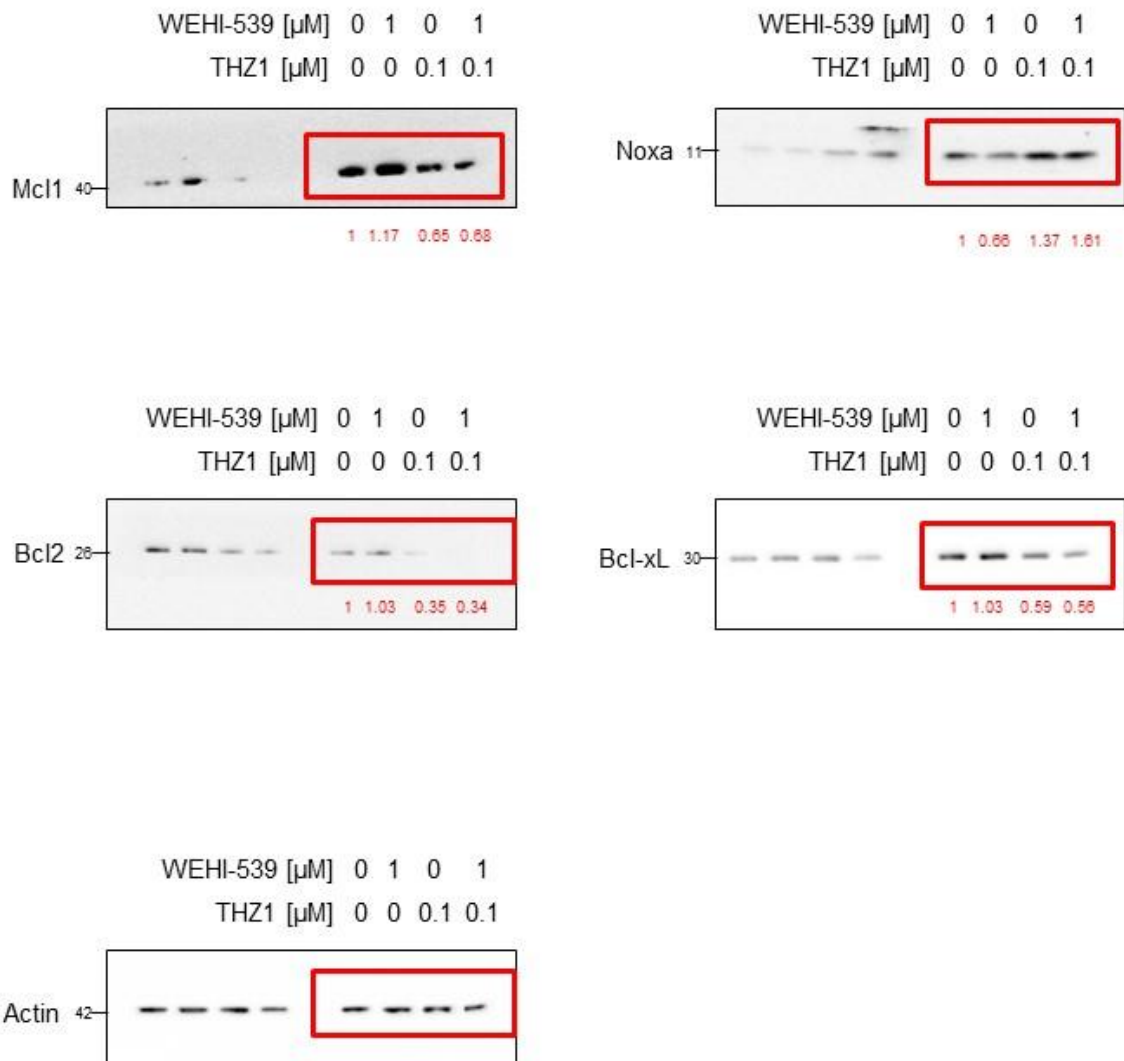 WEHI-539 [µM] 0 1 0 1
THZ1 [µM] 0 0 0.1 0.1
Mcl1 40
1 1.17 0.65 0.68
WEHI-539 [µM] 0 1 0 1
THZ1 [µM] 0 0 0.1 0.1
Noxa 11
1 0.66 1.37 1.61
WEHI-539 [µM] 0 1 0 1
THZ1 [µM] 0 0 0.1 0.1
Bcl2 26
1 1.03 0.35 0.34
WEHI-539 [µM] 0 1 0 1
THZ1 [µM] 0 0 0.1 0.1
Bcl-xL 30
1 1.03 0.59 0.56
WEHI-539 [µM] 0 1 0 1
THZ1 [µM] 0 0 0.1 0.1
Actin 42